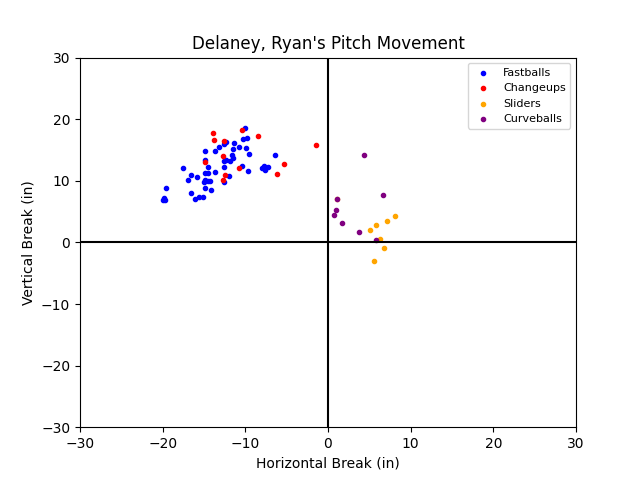 Delaney, Ryan's Pitch Movement
30
20
10
0
−10
−20
−30
Vertical Break (in)
Fastballs
Changeups
Sliders
Curveballs
−30 −20 −10 0 10 20 30
Horizontal Break (in)